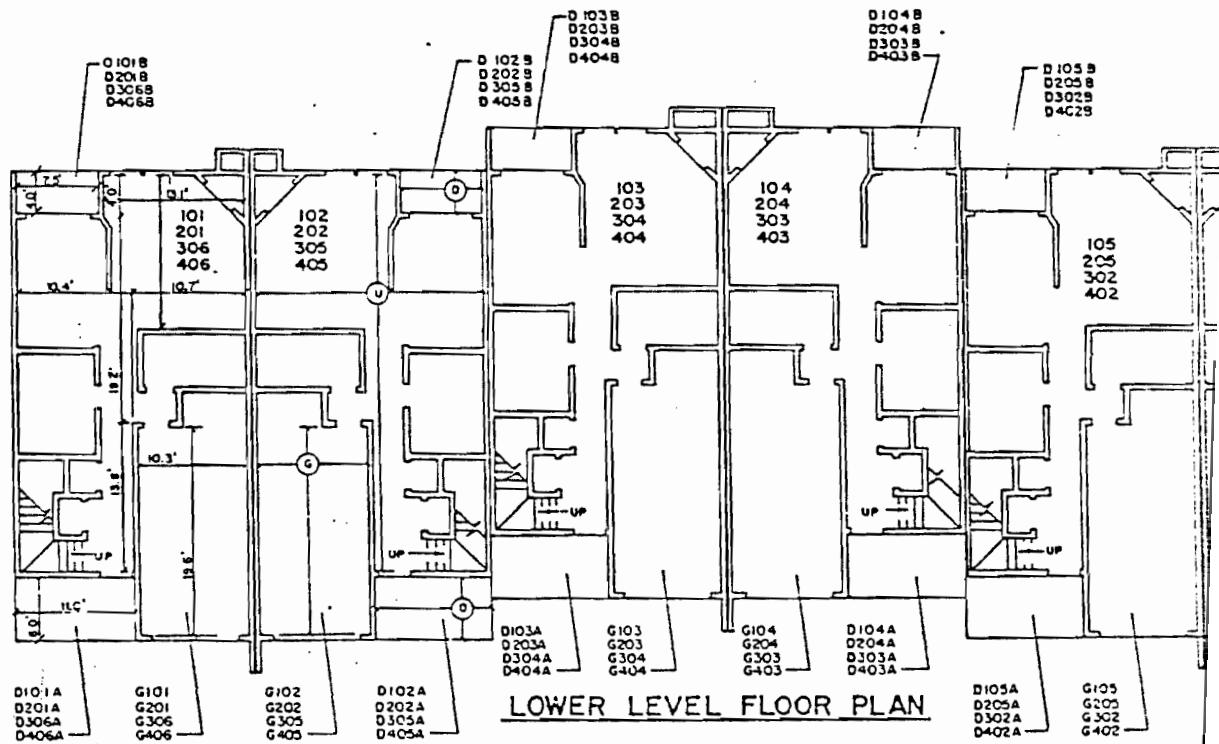 D103B
D203B
D304B
D404B
D104B
D204B
D303B
D403B
D101B
D201B
D306B
D406B
D102B
D202B
D305B
D405B
D105B
D205B
D302B
D402B
7.5'
4.0'
4.0'
13.1'
101
201
306
406
102
202
305
405
103
203
304
404
104
204
303
403
105
205
302
402
D
10.4'
10.7'
U
19.2'
13.8'
10.3'
G
19.6'
UP
UP
UP
UP
UP
11.0'
6.0'
D
D103A
D203A
D304A
D404A
G103
G203
G304
G404
G104
G204
G303
G403
D104A
D204A
D303A
D403A
D101A
D201A
D306A
D406A
G101
G201
G306
G406
G102
G202
G305
G405
D102A
D202A
D305A
D405A
D105A
D205A
D302A
D402A
G105
G205
G302
G402
LOWER LEVEL FLOOR PLAN